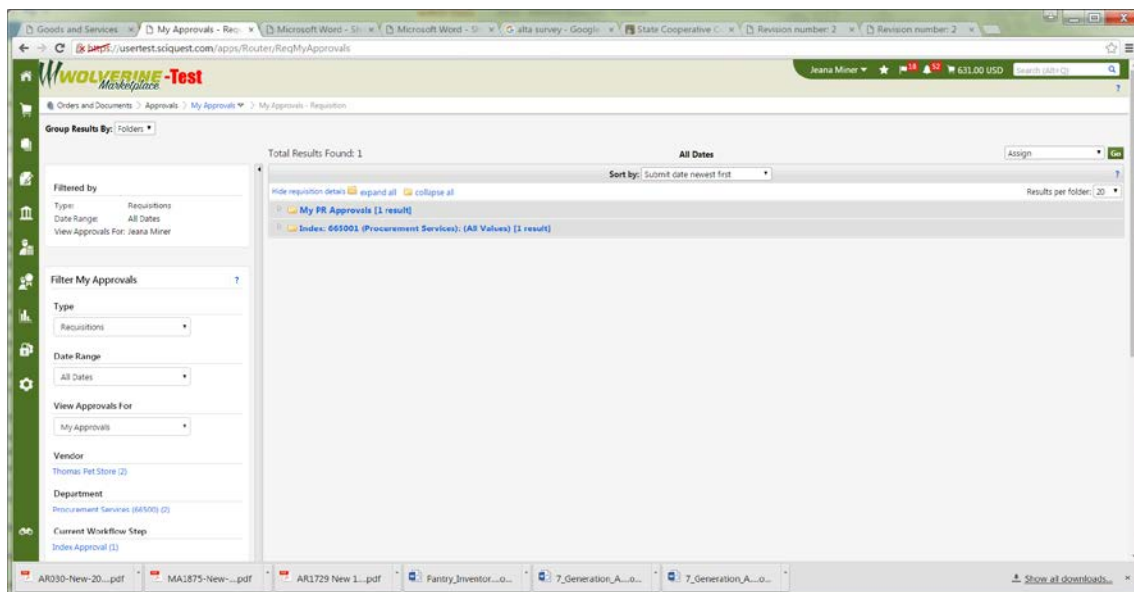 Goods and Services
My Approvals - Req
Microsoft Word - Sh
Microsoft Word - Sh
alta survey - Google
State Cooperative C
Revision number: 2
Revision number: 2
https://usertest.sciquest.com/apps/Router/ReqMyApprovals
WOLVERINE -Test
Marketplace
Jeana Miner
18
52
631.00 USD
Search (Alt+Q)
?
Orders and Documents > Approvals > My Approvals > My Approvals - Requisition
Group Results By: Folders
Total Results Found: 1
All Dates
Assign
Go
Sort by: Submit date newest first
?
Hide requisition details expand all collapse all
Results per folder: 20
My PR Approvals [1 result]
Index: 665001 (Procurement Services): (All Values) [1 result]
Filtered by
Type: Requisitions
Date Range: All Dates
View Approvals For: Jeana Miner
Filter My Approvals ?
Type
Requisitions
Date Range
All Dates
View Approvals For
My Approvals
Vendor
Thomas Pet Store (2)
Department
Procurement Services (66500) (2)
Current Workflow Step
Index Approval (1)
AR030-New-20....pdf
MA1875-New-...pdf
AR1729 New 1....pdf
Pantry_Inventor....o...
7_Generation_A....o...
7_Generation_A....o...
Show all downloads...